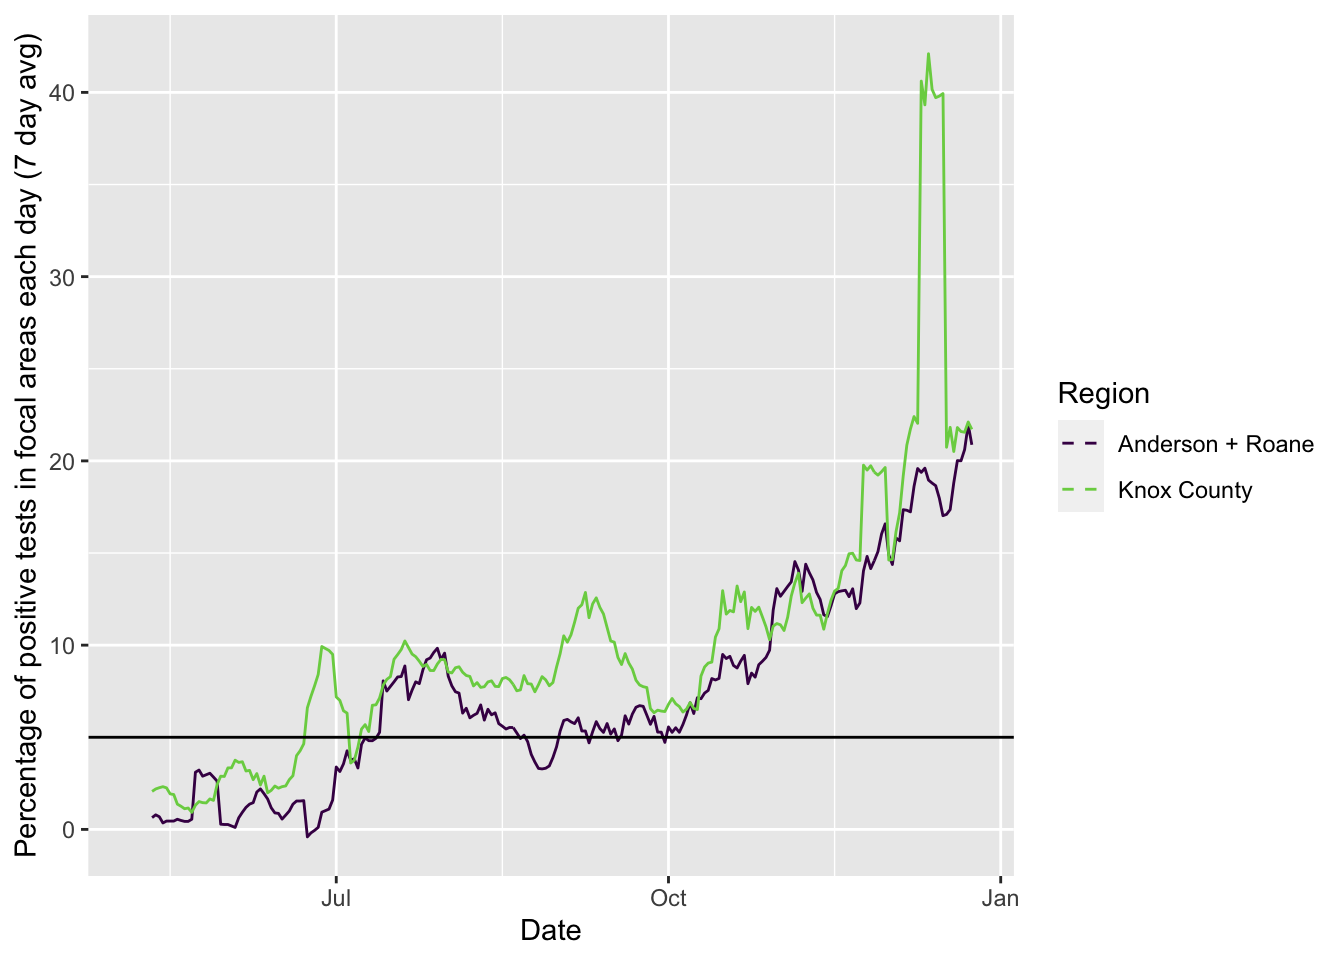 Percentage of positive tests in focal areas each day (7 day avg)
40
30
20
10
0
Jul
Oct
Jan
Date
Region
Anderson + Roane
Knox County